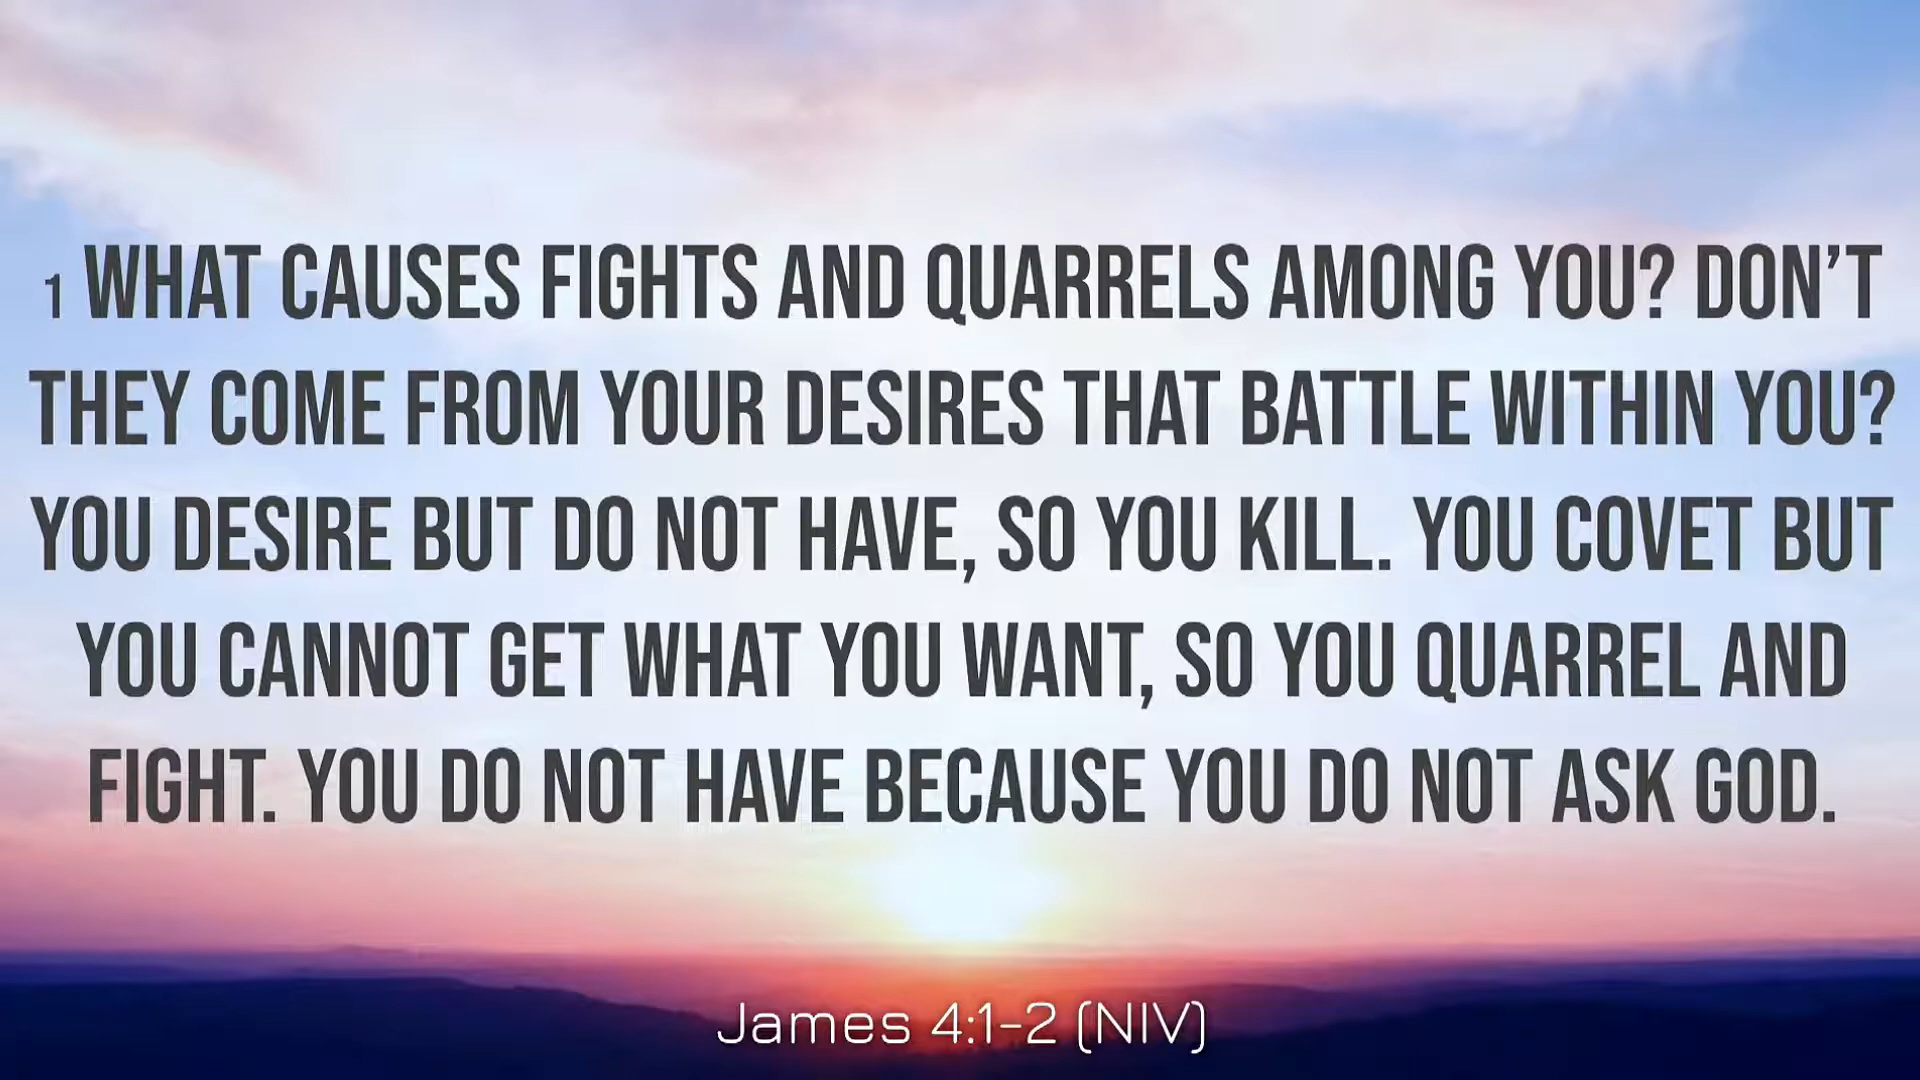 1 WHAT CAUSES FIGHTS AND QUARRELS AMONG YOU? DON’T
THEY COME FROM YOUR DESIRES THAT BATTLE WITHIN YOU?
YOU DESIRE BUT DO NOT HAVE, SO YOU KILL. YOU COVET BUT
YOU CANNOT GET WHAT YOU WANT, SO YOU QUARREL AND
FIGHT. YOU DO NOT HAVE BECAUSE YOU DO NOT ASK GOD.
James 4:1-2 (NIV)